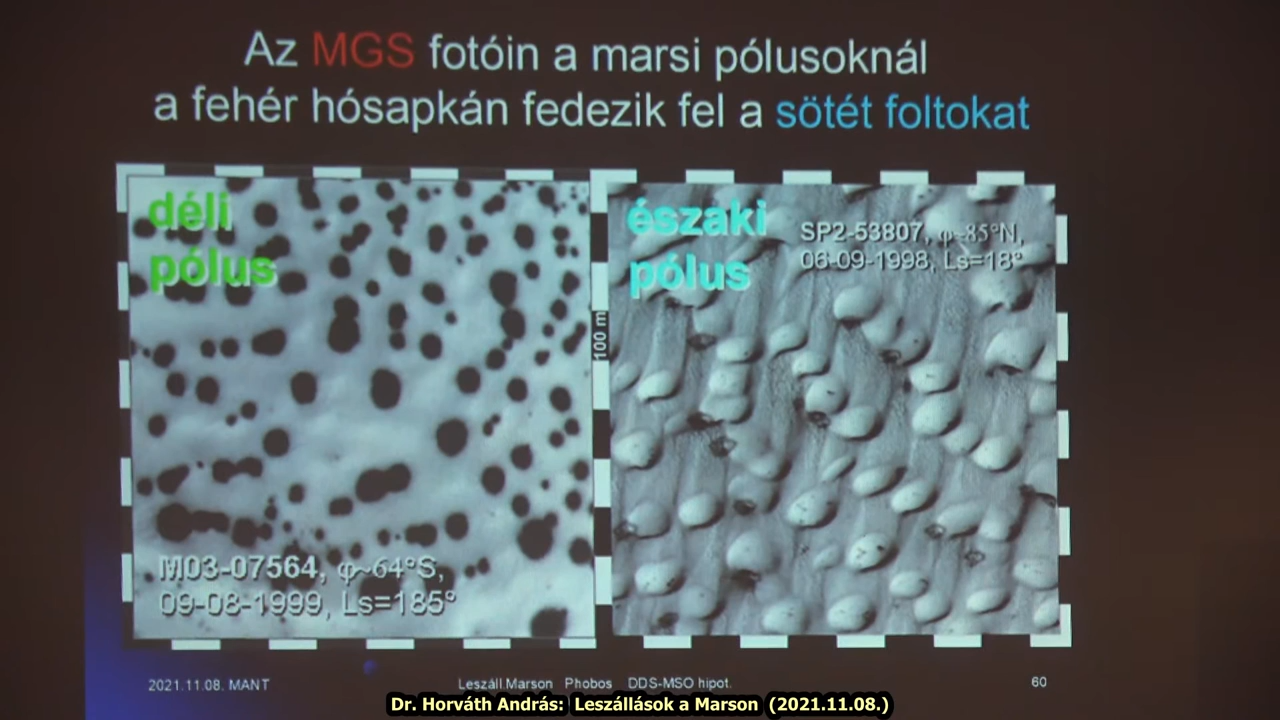 Az MGS fotóin a marsi pólusoknál
a fehér hósapkán fedezik fel a sötét foltokat
déli
pólus
M03-07564, φ~64°S,
09-08-1999, Ls=185°
100 m
északi
pólus
SP2-53807, φ~85°N,
06-09-1998, Ls=18°
2021.11.08. MANT
Leszáll.Marson Phobos DDS-MSO hipot.
60
Dr. Horváth András: Leszállások a Marson (2021.11.08.)